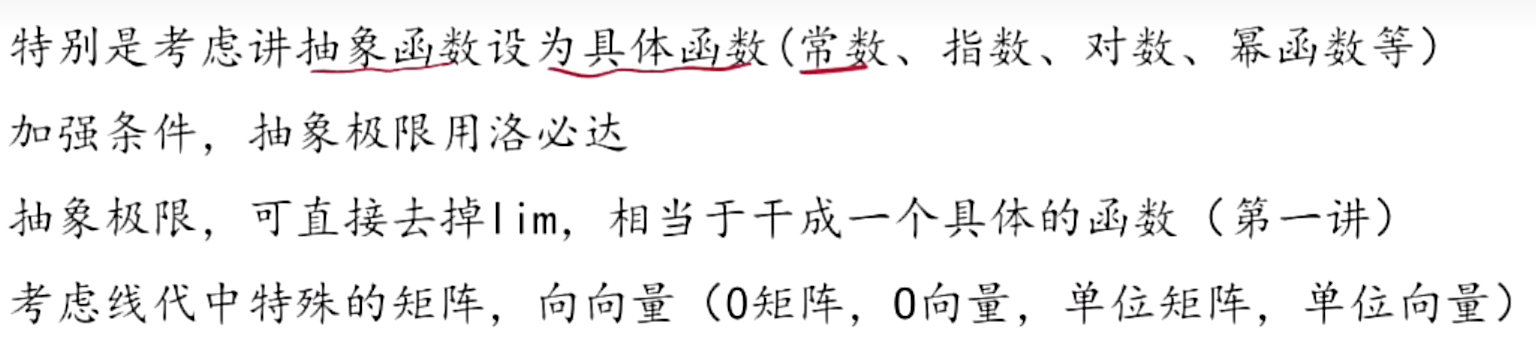 特别是考虑讲抽象函数设为具体函数(常数、指数、对数、幂函数等)
加强条件，抽象极限用洛必达
抽象极限，可直接去掉lim，相当于干成一个具体的函数（第一讲）
考虑线代中特殊的矩阵，向向量（0矩阵，0向量，单位矩阵，单位向量）